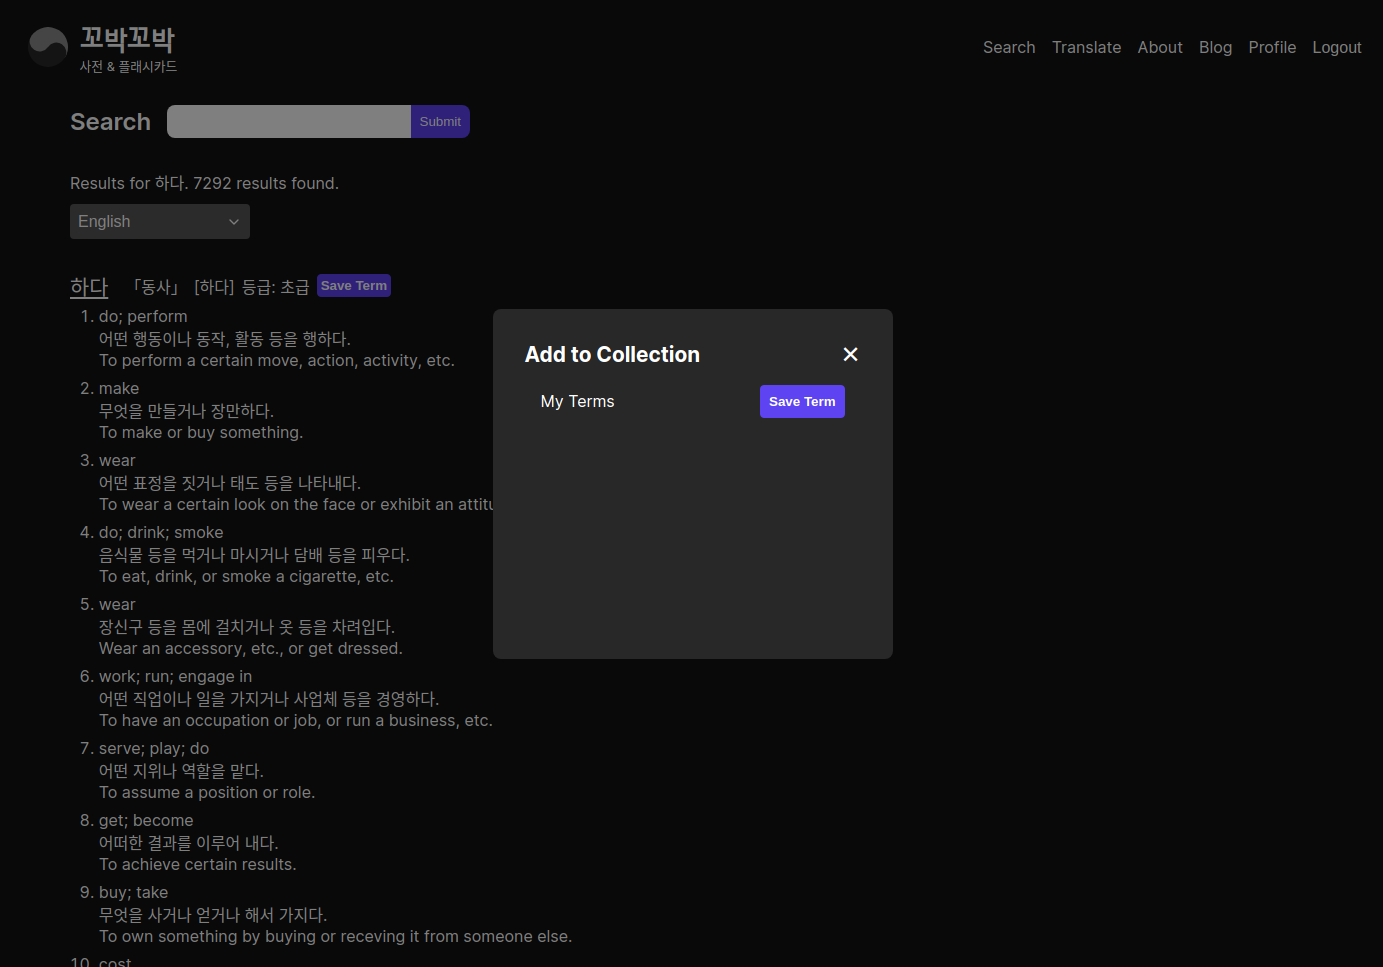 꼬박꼬박
사전 & 플래시카드
Search Translate About Blog Profile Logout
Search Submit
Results for 하다. 7292 results found.
English
하다 「동사」 [하다] 등급: 초급 Save Term
1. do; perform
어떤 행동이나 동작, 활동 등을 행하다.
To perform a certain move, action, activity, etc.
2. make
무엇을 만들거나 장만하다.
To make or buy something.
3. wear
어떤 표정을 짓거나 태도 등을 나타내다.
To wear a certain look on the face or exhibit an attitu
4. do; drink; smoke
음식물 등을 먹거나 마시거나 담배 등을 피우다.
To eat, drink, or smoke a cigarette, etc.
5. wear
장신구 등을 몸에 걸치거나 옷 등을 차려입다.
Wear an accessory, etc., or get dressed.
6. work; run; engage in
어떤 직업이나 일을 가지거나 사업체 등을 경영하다.
To have an occupation or job, or run a business, etc.
7. serve; play; do
어떤 지위나 역할을 맡다.
To assume a position or role.
8. get; become
어떠한 결과를 이루어 내다.
To achieve certain results.
9. buy; take
무엇을 사거나 얻거나 해서 가지다.
To own something by buying or receving it from someone else.
10. cost
Add to Collection ✕
My Terms Save Term